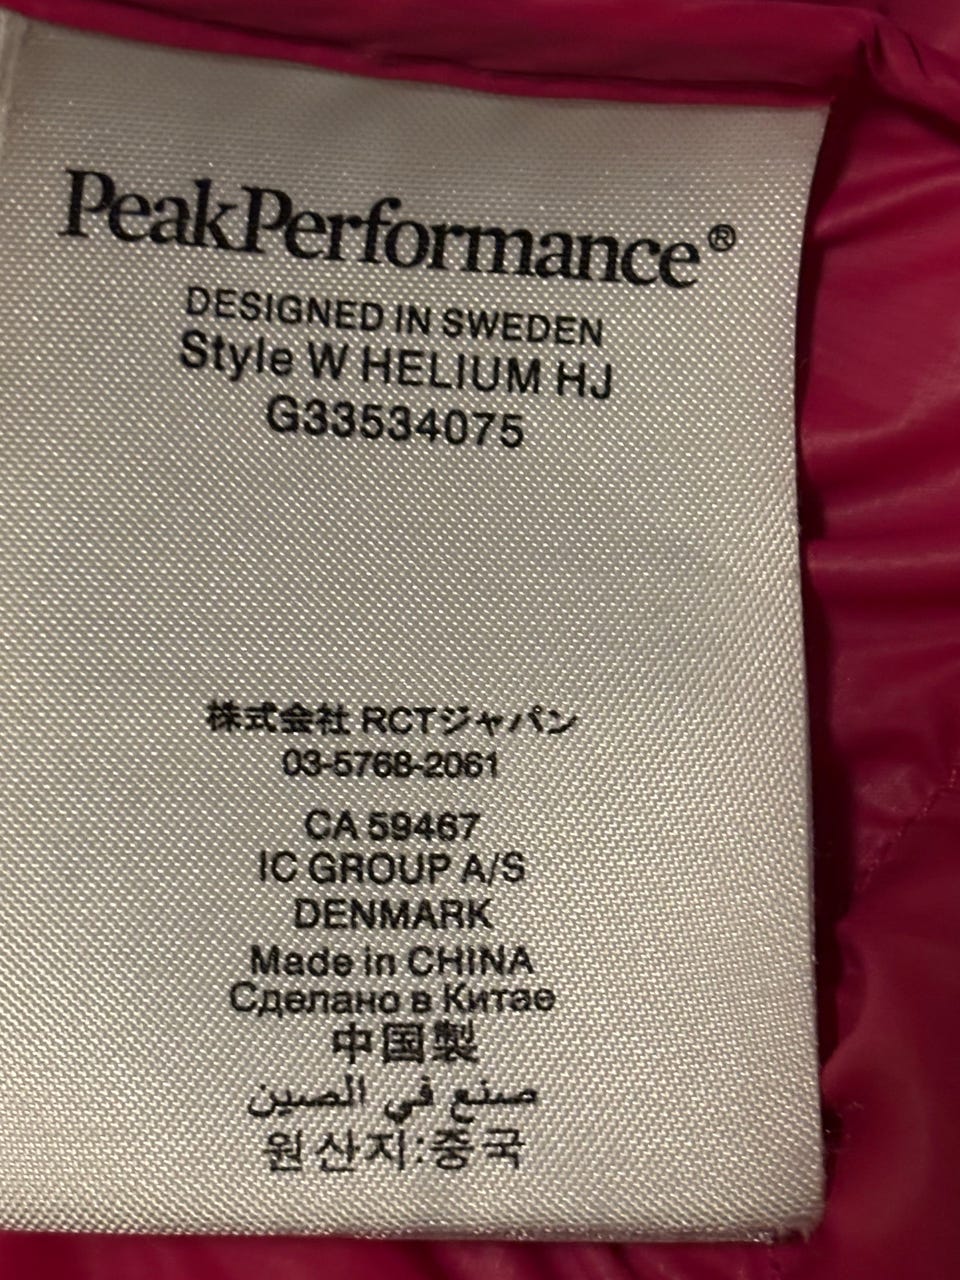 PeakPerformance®
DESIGNED IN SWEDEN
Style W HELIUM HJ
G33534075
株式会社 RCTジャパン
03-5768-2061
CA 59467
IC GROUP A/S
DENMARK
Made in CHINA
Сделано в Китае
中国製
صنع في الصين
원산지:중국